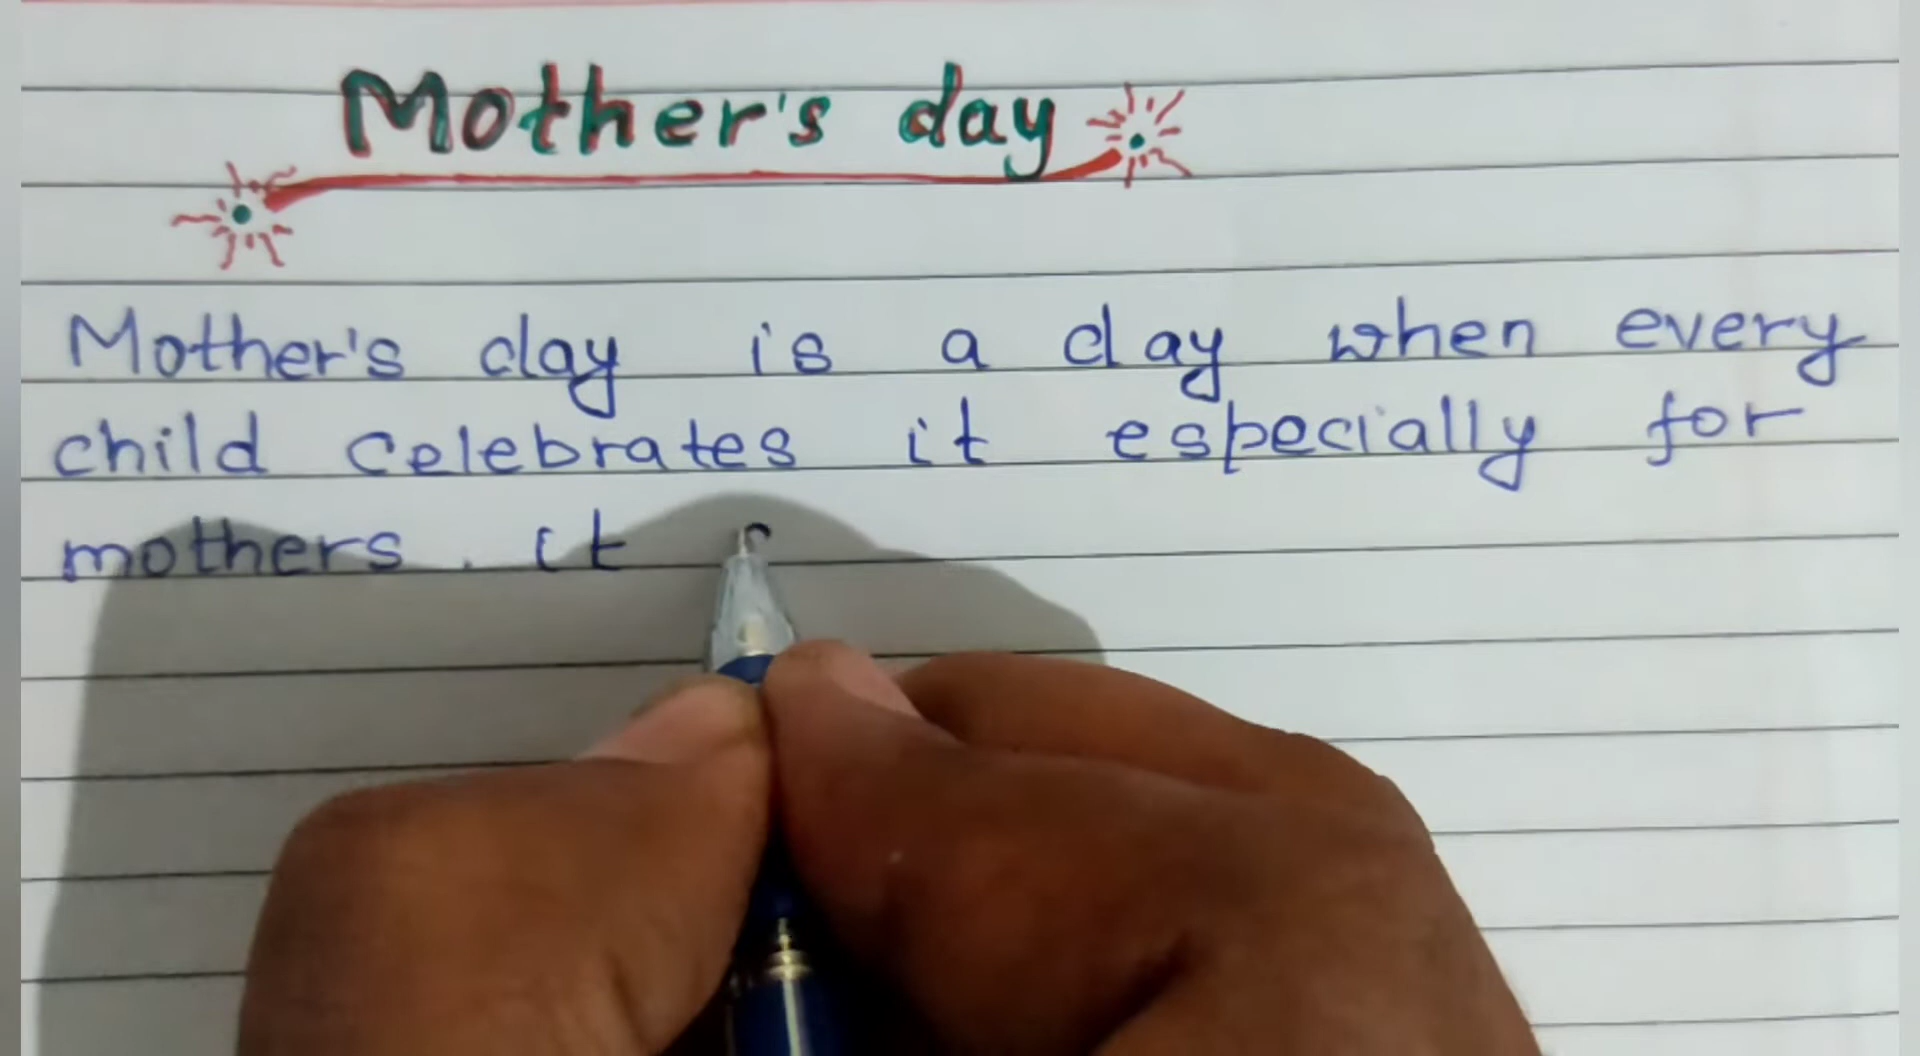 Mother's day
Mother's day is a day when every
child celebrates it especially for
mothers. it